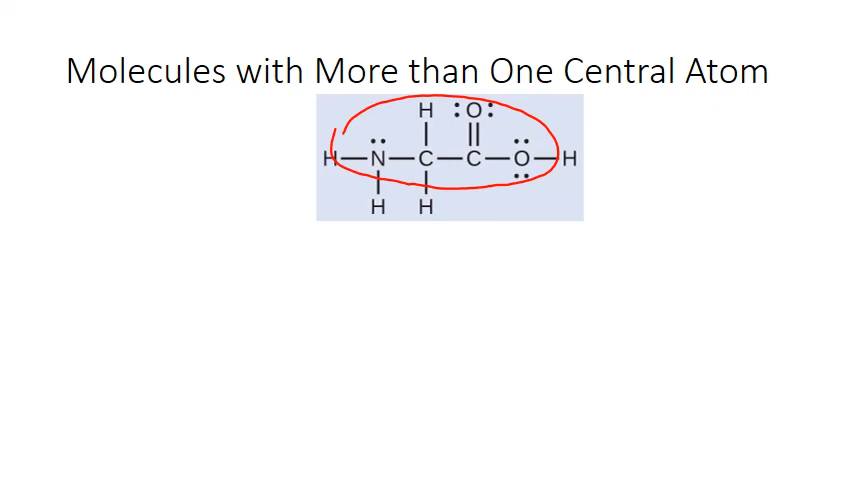 Molecules with More than One Central Atom
H :O:
H—N—C—C—O—H
H H